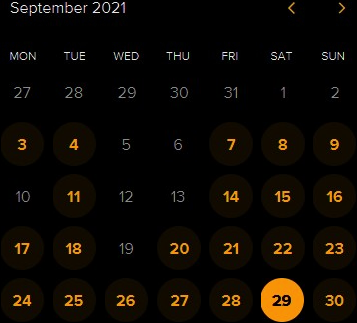 September 2021
MON TUE WED THU FRI SAT SUN
27 28 29 30 31 1 2
3 4 5 6 7 8 9
10 11 12 13 14 15 16
17 18 19 20 21 22 23
24 25 26 27 28 29 30